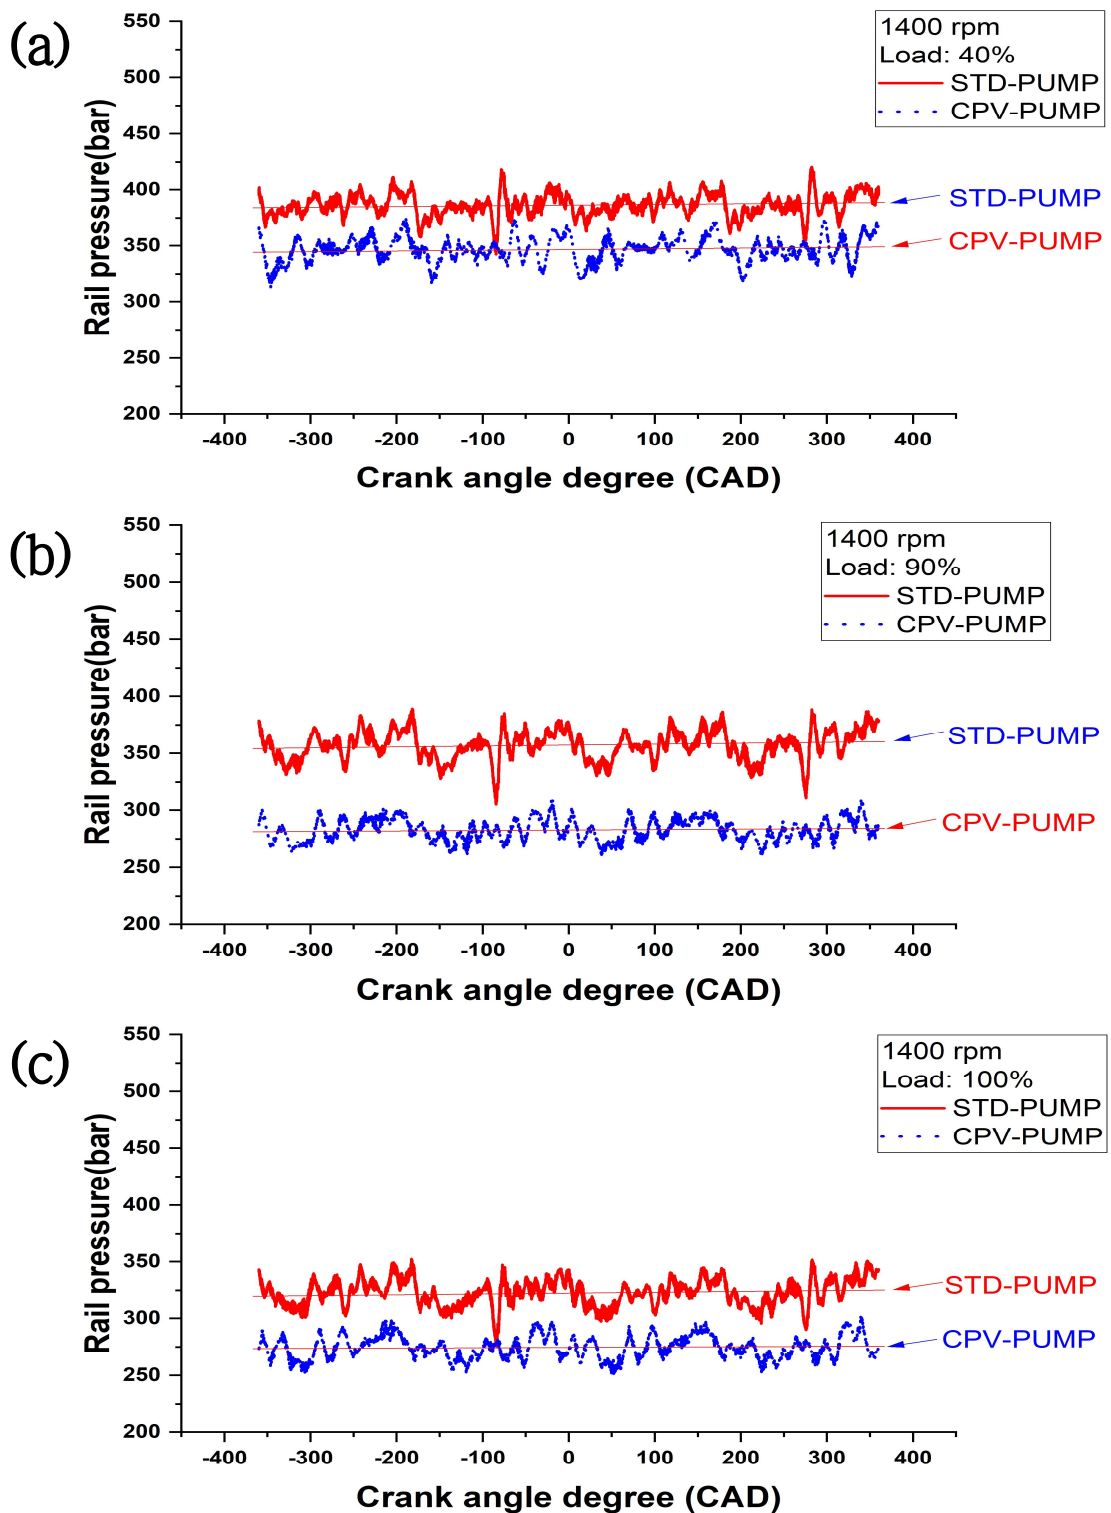 (a)
550
500
450
400
350
300
250
200
Rail pressure(bar)
1400 rpm
Load: 40%
STD-PUMP
CPV-PUMP
STD-PUMP
CPV-PUMP
-400 -300 -200 -100 0 100 200 300 400
Crank angle degree (CAD)
(b)
550
500
450
400
350
300
250
200
Rail pressure(bar)
1400 rpm
Load: 90%
STD-PUMP
CPV-PUMP
STD-PUMP
CPV-PUMP
-400 -300 -200 -100 0 100 200 300 400
Crank angle degree (CAD)
(c)
550
500
450
400
350
300
250
200
Rail pressure(bar)
1400 rpm
Load: 100%
STD-PUMP
CPV-PUMP
STD-PUMP
CPV-PUMP
-400 -300 -200 -100 0 100 200 300 400
Crank angle degree (CAD)